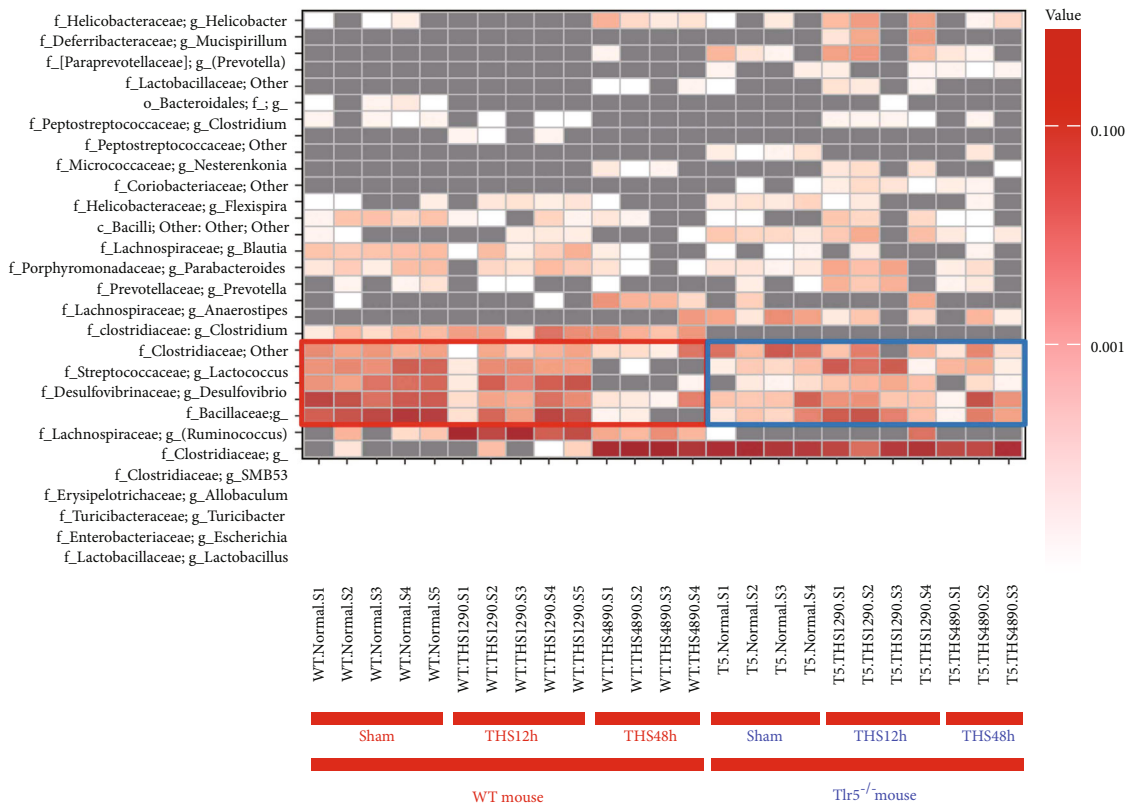 f_Helicobacteraceae; g_Helicobacter
f_Deferribacteraceae; g_Mucispirillum
f_[Paraprevotellaceae]; g_(Prevotella)
f_Lactobacillaceae; Other
o_Bacteroidales; f_; g_
f_Peptostreptococcaceae; g_Clostridium
f_Peptostreptococcaceae; Other
f_Micrococcaceae; g_Nesterenkonia
f_Coriobacteriaceae; Other
f_Helicobacteraceae; g_Flexispira
c_Bacilli; Other: Other; Other
f_Lachnospiraceae; g_Blautia
f_Porphyromonadaceae; g_Parabacteroides
f_Prevotellaceae; g_Prevotella
f_Lachnospiraceae; g_Anaerostipes
f_clostridiaceae: g_Clostridium
f_Clostridiaceae; Other
f_Streptococcaceae; g_Lactococcus
f_Desulfovibrinaceae; g_Desulfovibrio
f_Bacillaceae;g_
f_Lachnospiraceae; g_(Ruminococcus)
f_Clostridiaceae; g_
f_Clostridiaceae; g_SMB53
f_Erysipelotrichaceae; g_Allobaculum
f_Turicibacteraceae; g_Turicibacter
f_Enterobacteriaceae; g_Escherichia
f_Lactobacillaceae; g_Lactobacillus
Value
0.100
0.001
WT.Normal.S1
WT.Normal.S2
WT.Normal.S3
WT.Normal.S4
WT.Normal.S5
WT.THS1290.S1
WT.THS1290.S2
WT.THS1290.S3
WT.THS1290.S4
WT.THS1290.S5
WT.THS4890.S1
WT.THS4890.S2
WT.THS4890.S3
WT.THS4890.S4
T5.Normal.S1
T5.Normal.S2
T5.Normal.S3
T5.Normal.S4
T5.THS1290.S1
T5.THS1290.S2
T5.THS1290.S3
T5.THS1290.S4
T5.THS4890.S1
T5.THS4890.S2
T5.THS4890.S3
Sham
THS12h
THS48h
Sham
THS12h
THS48h
WT mouse
Tlr5-/-mouse